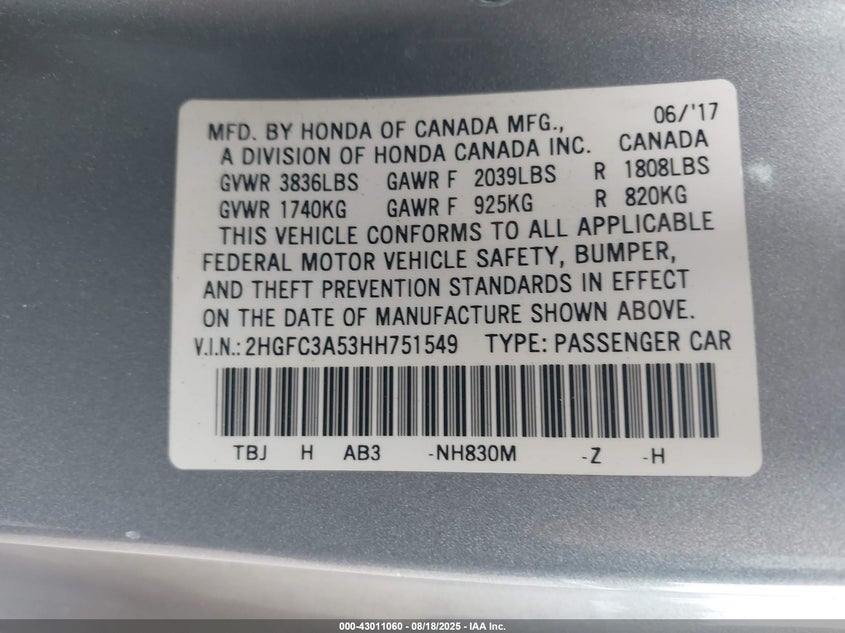 06/'17
MFD. BY HONDA OF CANADA MFG.,
A DIVISION OF HONDA CANADA INC. CANADA
GVWR 3836LBS GAWR F 2039LBS R 1808LBS
GVWR 1740KG GAWR F 925KG R 820KG
THIS VEHICLE CONFORMS TO ALL APPLICABLE
FEDERAL MOTOR VEHICLE SAFETY, BUMPER,
AND THEFT PREVENTION STANDARDS IN EFFECT
ON THE DATE OF MANUFACTURE SHOWN ABOVE.
V.I.N.: 2HGFC3A53HH751549 TYPE: PASSENGER CAR
TBJ H AB3 -NH830M -Z -H
000-43011060 - 08/18/2025 - IAA Inc.